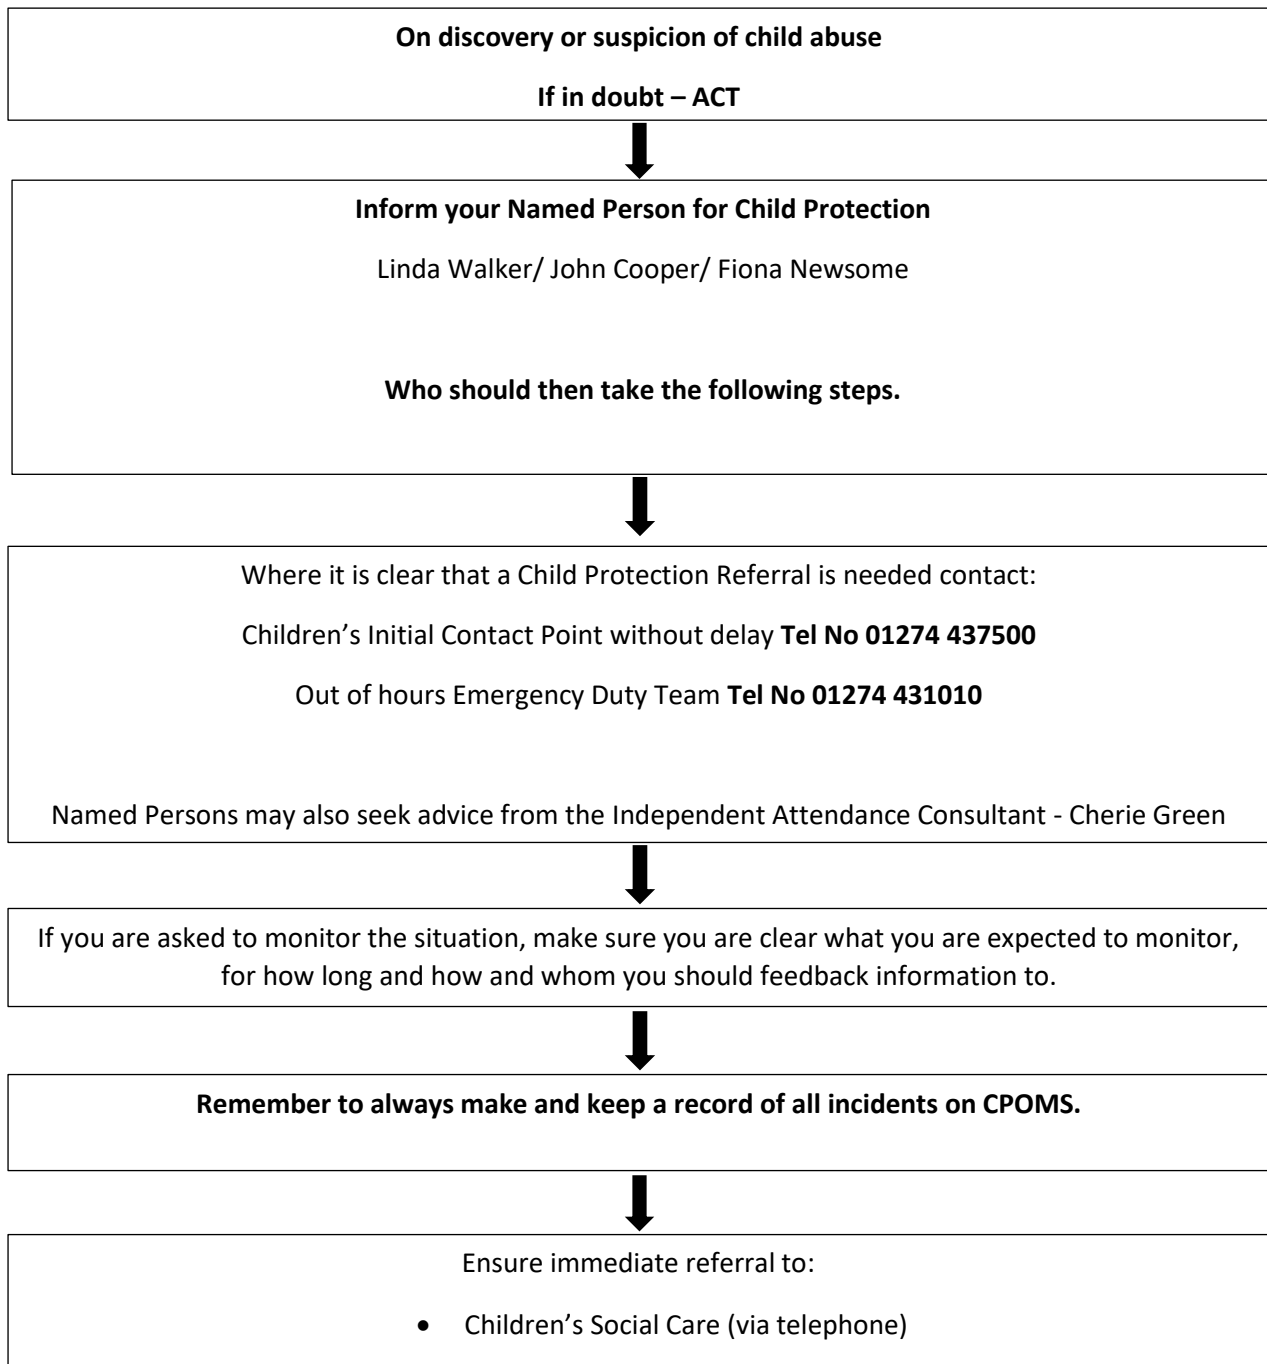 On discovery or suspicion of child abuse
If in doubt – ACT
Inform your Named Person for Child Protection
Linda Walker/ John Cooper/ Fiona Newsome
Who should then take the following steps.
Where it is clear that a Child Protection Referral is needed contact:
Children’s Initial Contact Point without delay Tel No 01274 437500
Out of hours Emergency Duty Team Tel No 01274 431010
Named Persons may also seek advice from the Independent Attendance Consultant - Cherie Green
If you are asked to monitor the situation, make sure you are clear what you are expected to monitor,
for how long and how and whom you should feedback information to.
Remember to always make and keep a record of all incidents on CPOMS.
Ensure immediate referral to:
• Children’s Social Care (via telephone)